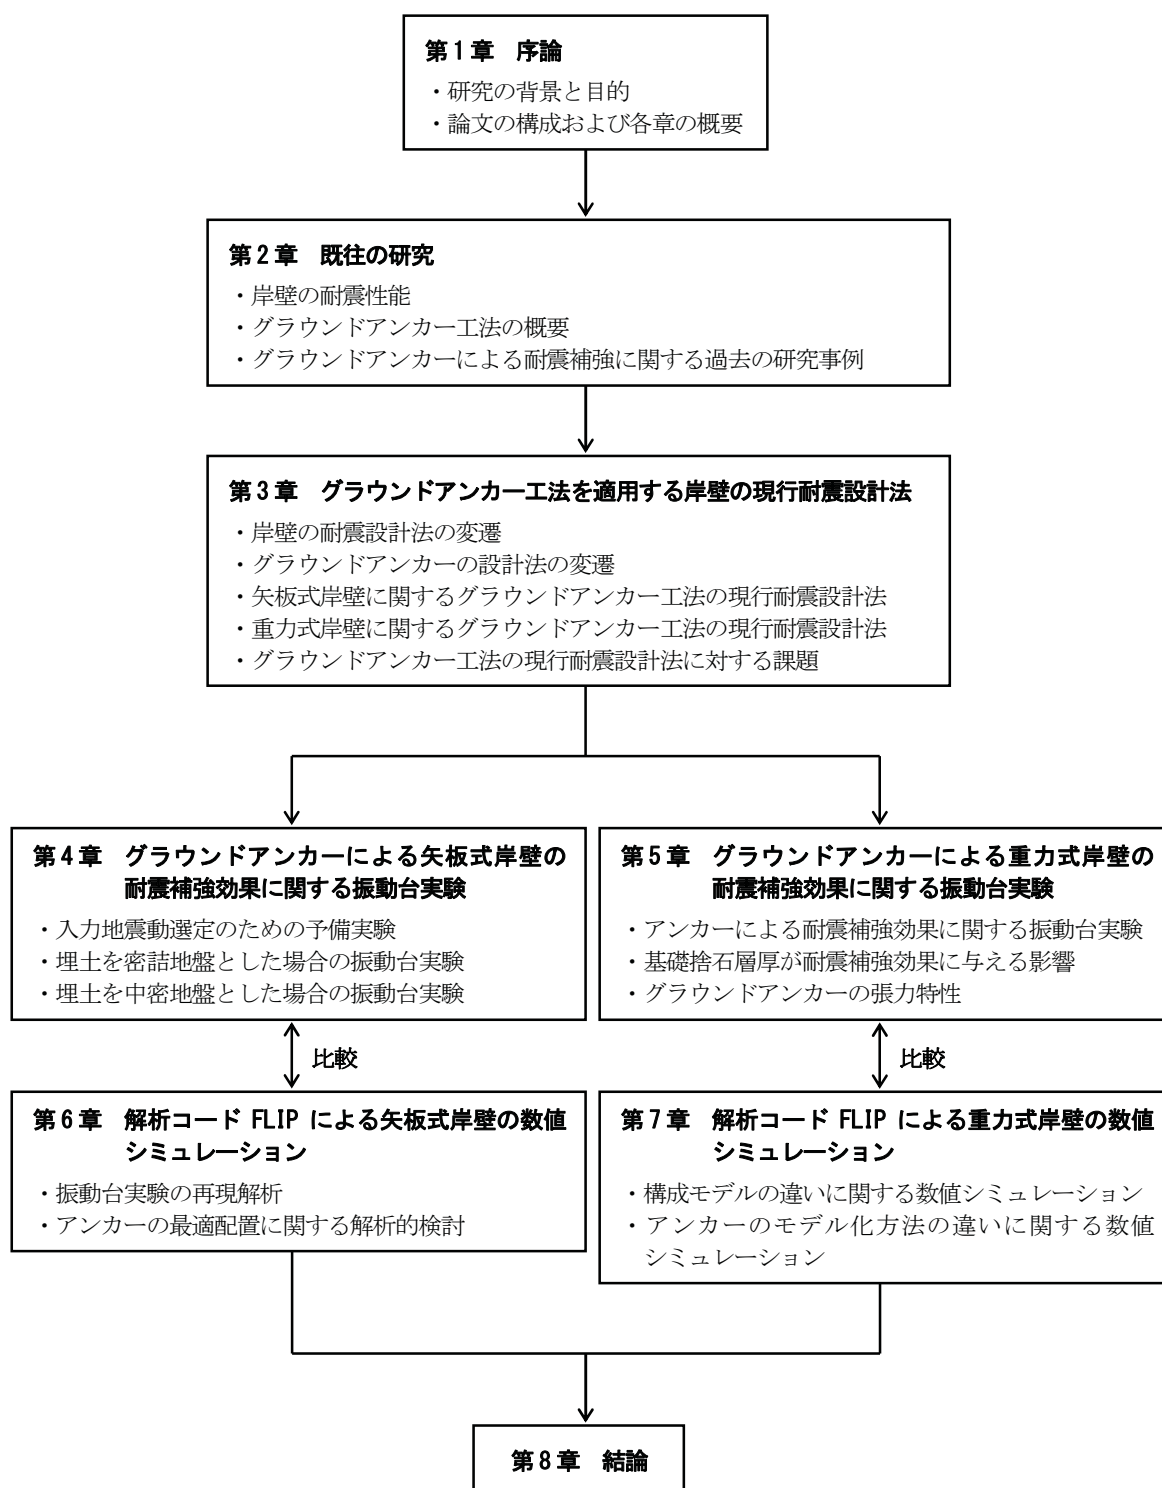 第1章　序論
・研究の背景と目的
・論文の構成および各章の概要
第2章　既往の研究
・岸壁の耐震性能
・グラウンドアンカー工法の概要
・グラウンドアンカーによる耐震補強に関する過去の研究事例
第3章　グラウンドアンカー工法を適用する岸壁の現行耐震設計法
・岸壁の耐震設計法の変遷
・グラウンドアンカーの設計法の変遷
・矢板式岸壁に関するグラウンドアンカー工法の現行耐震設計法
・重力式岸壁に関するグラウンドアンカー工法の現行耐震設計法
・グラウンドアンカー工法の現行耐震設計法に対する課題
第4章　グラウンドアンカーによる矢板式岸壁の
耐震補強効果に関する振動台実験
・入力地震動選定のための予備実験
・埋土を密詰地盤とした場合の振動台実験
・埋土を中密地盤とした場合の振動台実験
第5章　グラウンドアンカーによる重力式岸壁の
耐震補強効果に関する振動台実験
・アンカーによる耐震補強効果に関する振動台実験
・基礎捨石層厚が耐震補強効果に与える影響
・グラウンドアンカーの張力特性
比較
比較
第6章　解析コード FLIP による矢板式岸壁の数値
シミュレーション
・振動台実験の再現解析
・アンカーの最適配置に関する解析的検討
第7章　解析コード FLIP による重力式岸壁の数値
シミュレーション
・構成モデルの違いに関する数値シミュレーション
・アンカーのモデル化方法の違いに関する数値
シミュレーション
第8章　結論